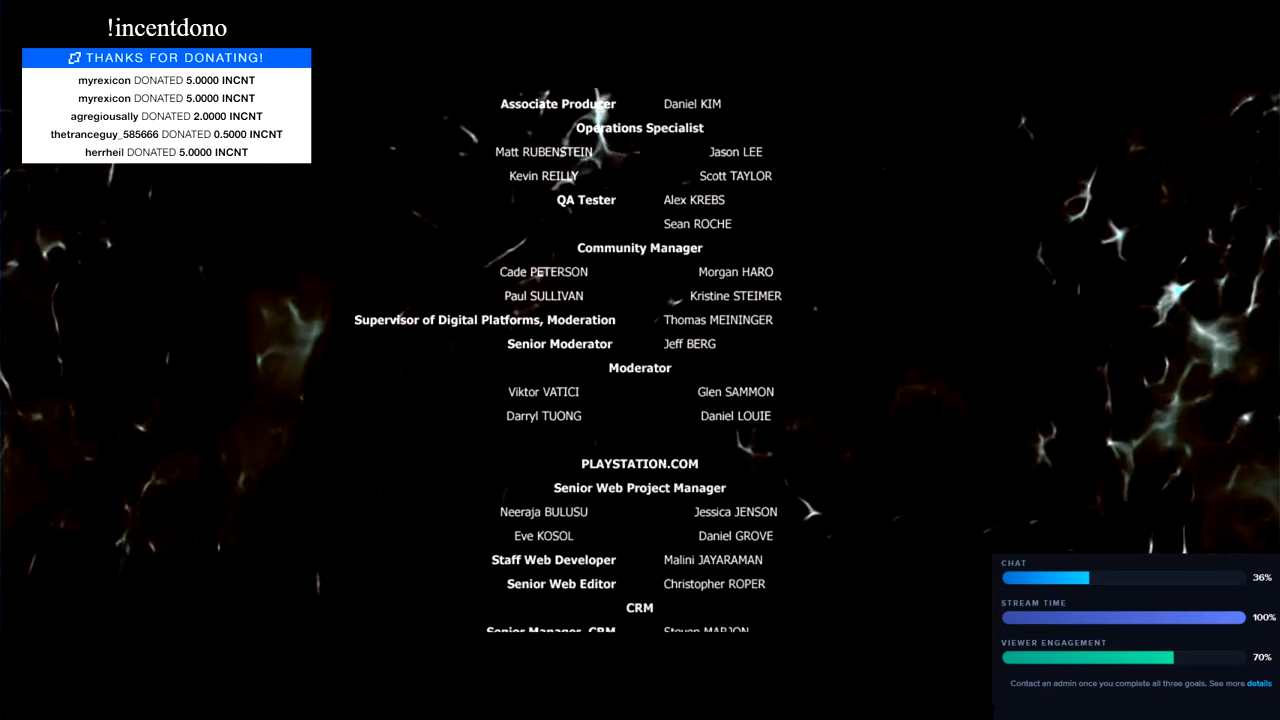 !incentdono
THANKS FOR DONATING!
myrexicon DONATED 5.0000 INCNT
myrexicon DONATED 5.0000 INCNT
agregiousally DONATED 2.0000 INCNT
thetranceguy_585666 DONATED 0.5000 INCNT
herrheil DONATED 5.0000 INCNT
Associate Producer Daniel KIM
Operations Specialist
Matt RUBENSTEIN Jason LEE
Kevin REILLY Scott TAYLOR
QA Tester Alex KREBS
Sean ROCHE
Community Manager
Cade PETERSON Morgan HARO
Paul SULLIVAN Kristine STEIMER
Supervisor of Digital Platforms, Moderation Thomas MEININGER
Senior Moderator Jeff BERG
Moderator
Viktor VATICI Glen SAMMON
Darryl TUONG Daniel LOUIE
PLAYSTATION.COM
Senior Web Project Manager
Neeraja BULUSU Jessica JENSON
Eve KOSOL Daniel GROVE
Staff Web Developer Malini JAYARAMAN
Senior Web Editor Christopher ROPER
CRM
Senior Manager, CRM Steven MARJON
CHAT
36%
STREAM TIME
100%
VIEWER ENGAGEMENT
70%
Contact an admin once you complete all three goals. See more details